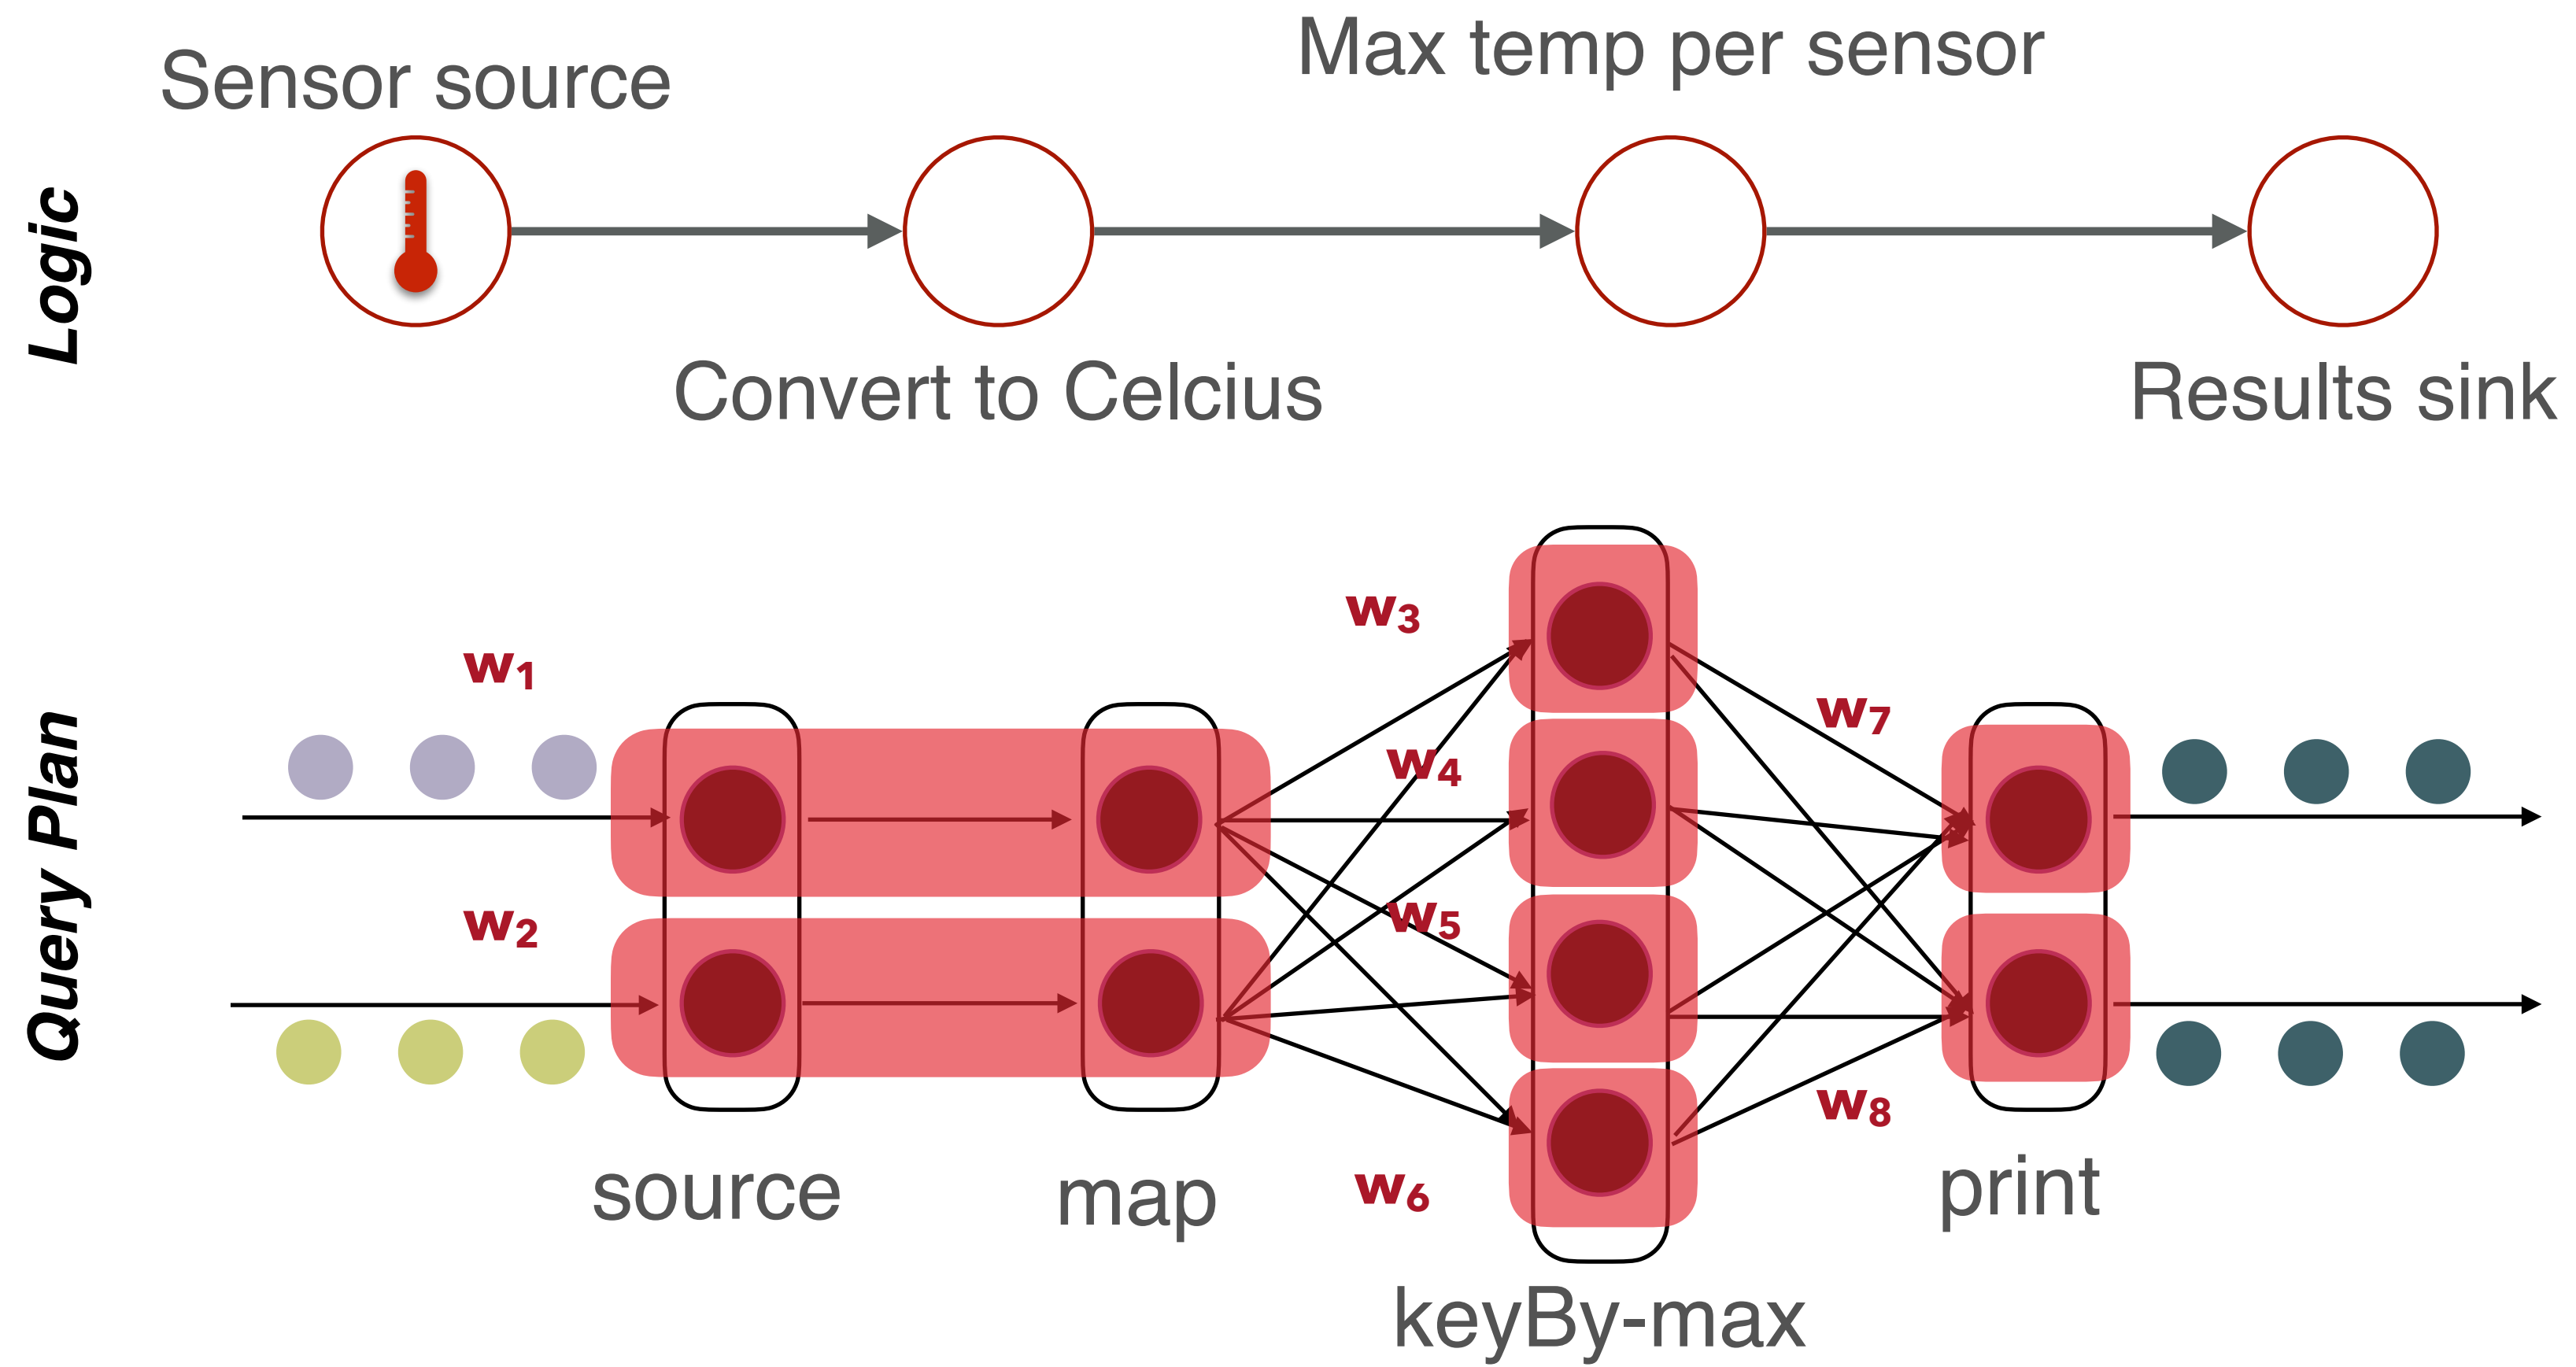 Logic
Sensor source
Max temp per sensor
Convert to Celcius
Results sink
Query Plan
w1
w2
w3
w4
w5
w6
w7
w8
source
map
keyBy-max
print